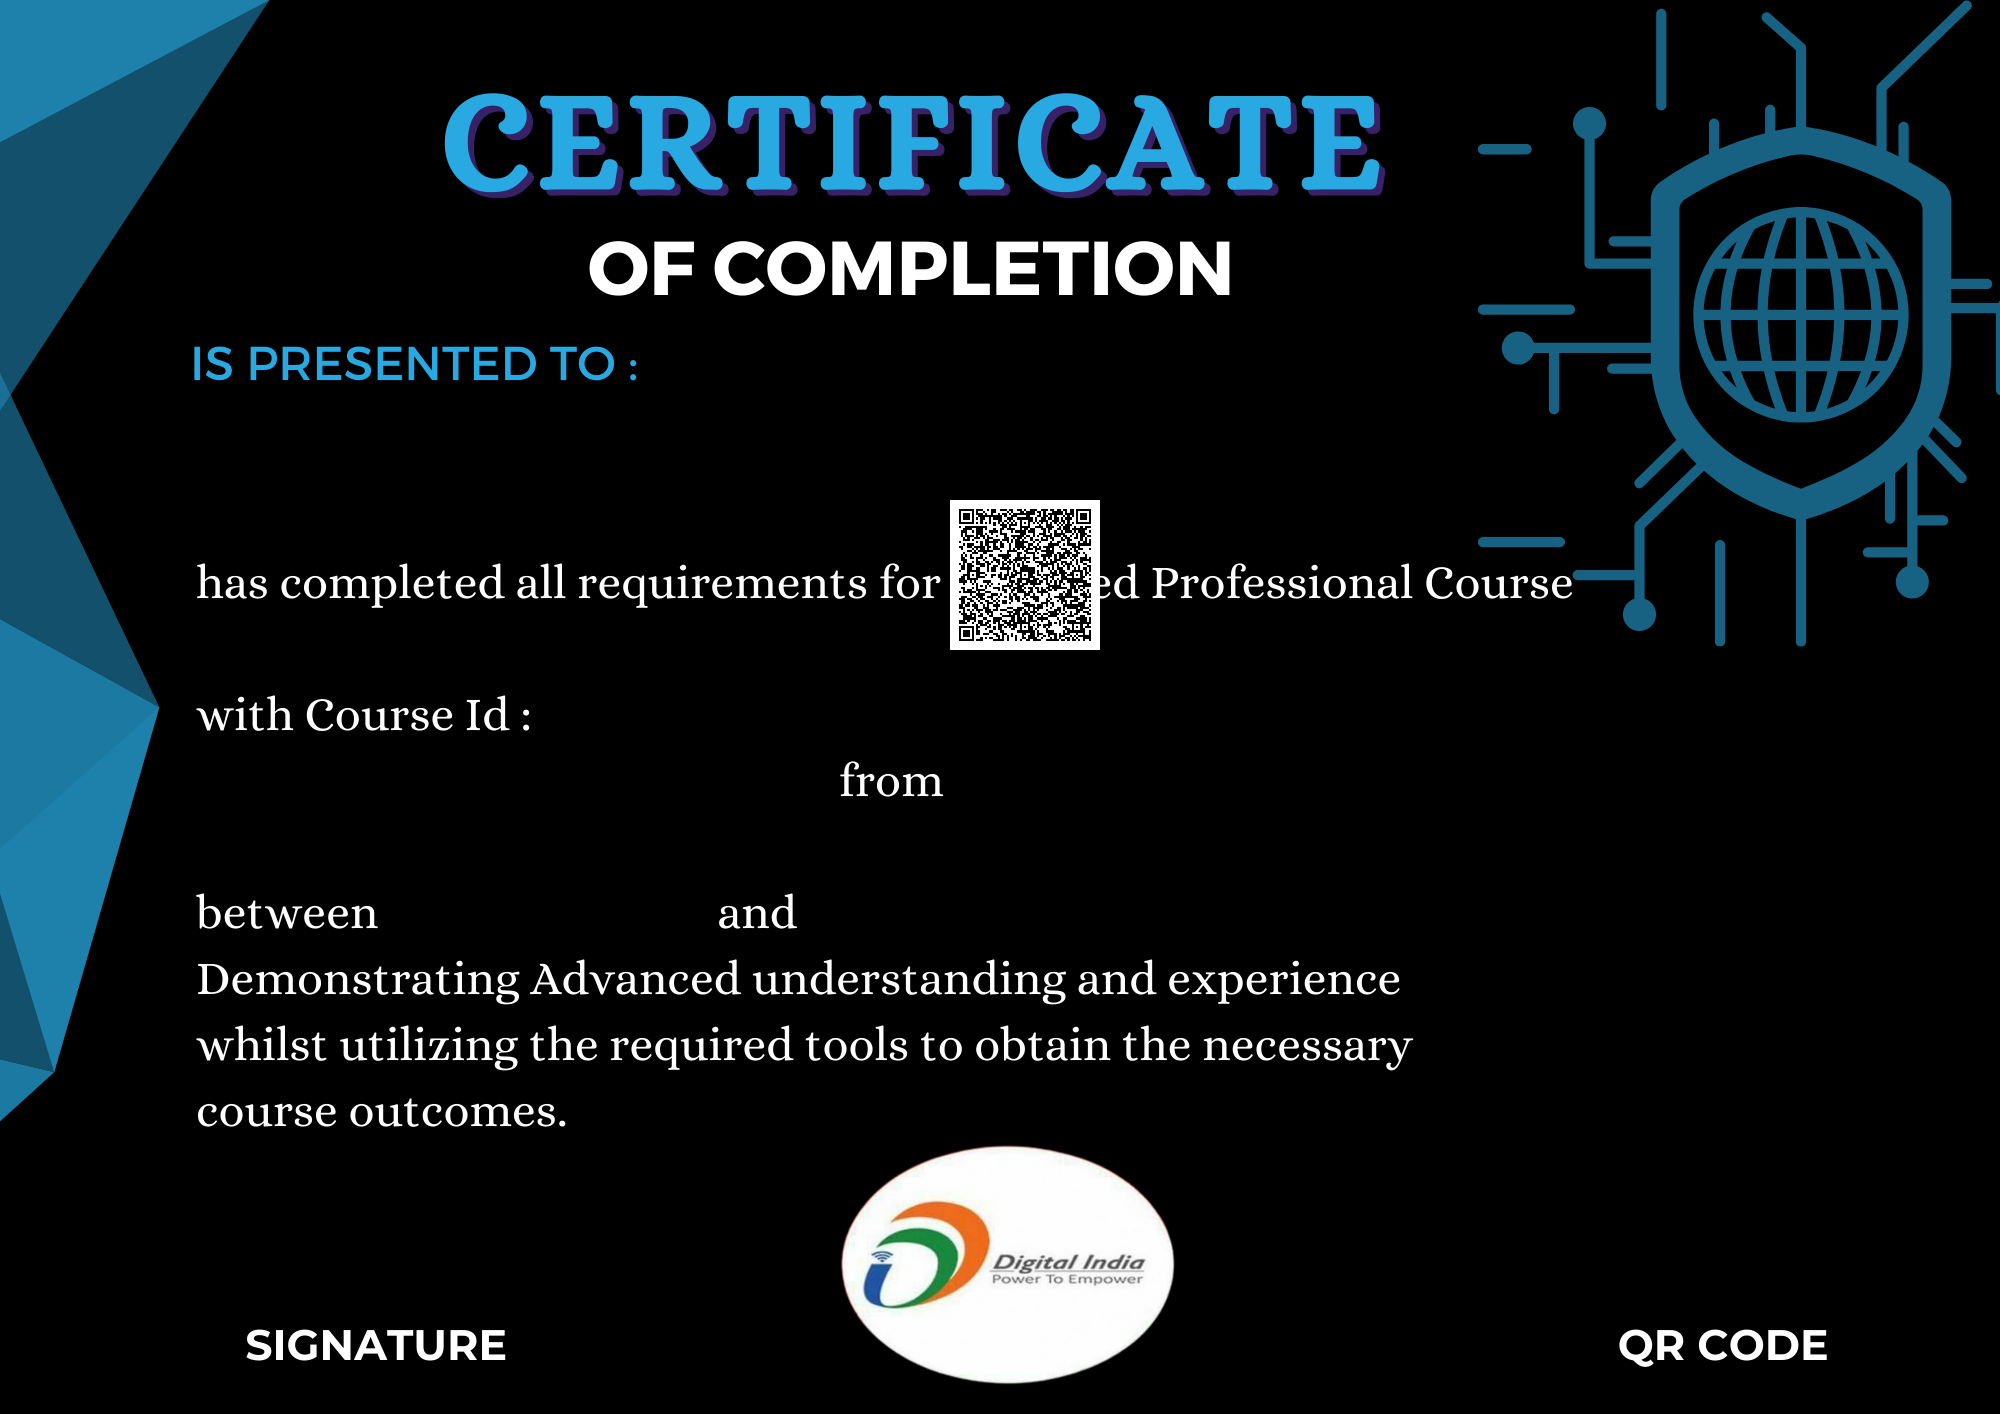 CERTIFICATE
OF COMPLETION
IS PRESENTED TO :
has completed all requirements for ed Professional Course
with Course Id :
from
between and
Demonstrating Advanced understanding and experience
whilst utilizing the required tools to obtain the necessary
course outcomes.
Digital India
Power To Empower
SIGNATURE
QR CODE